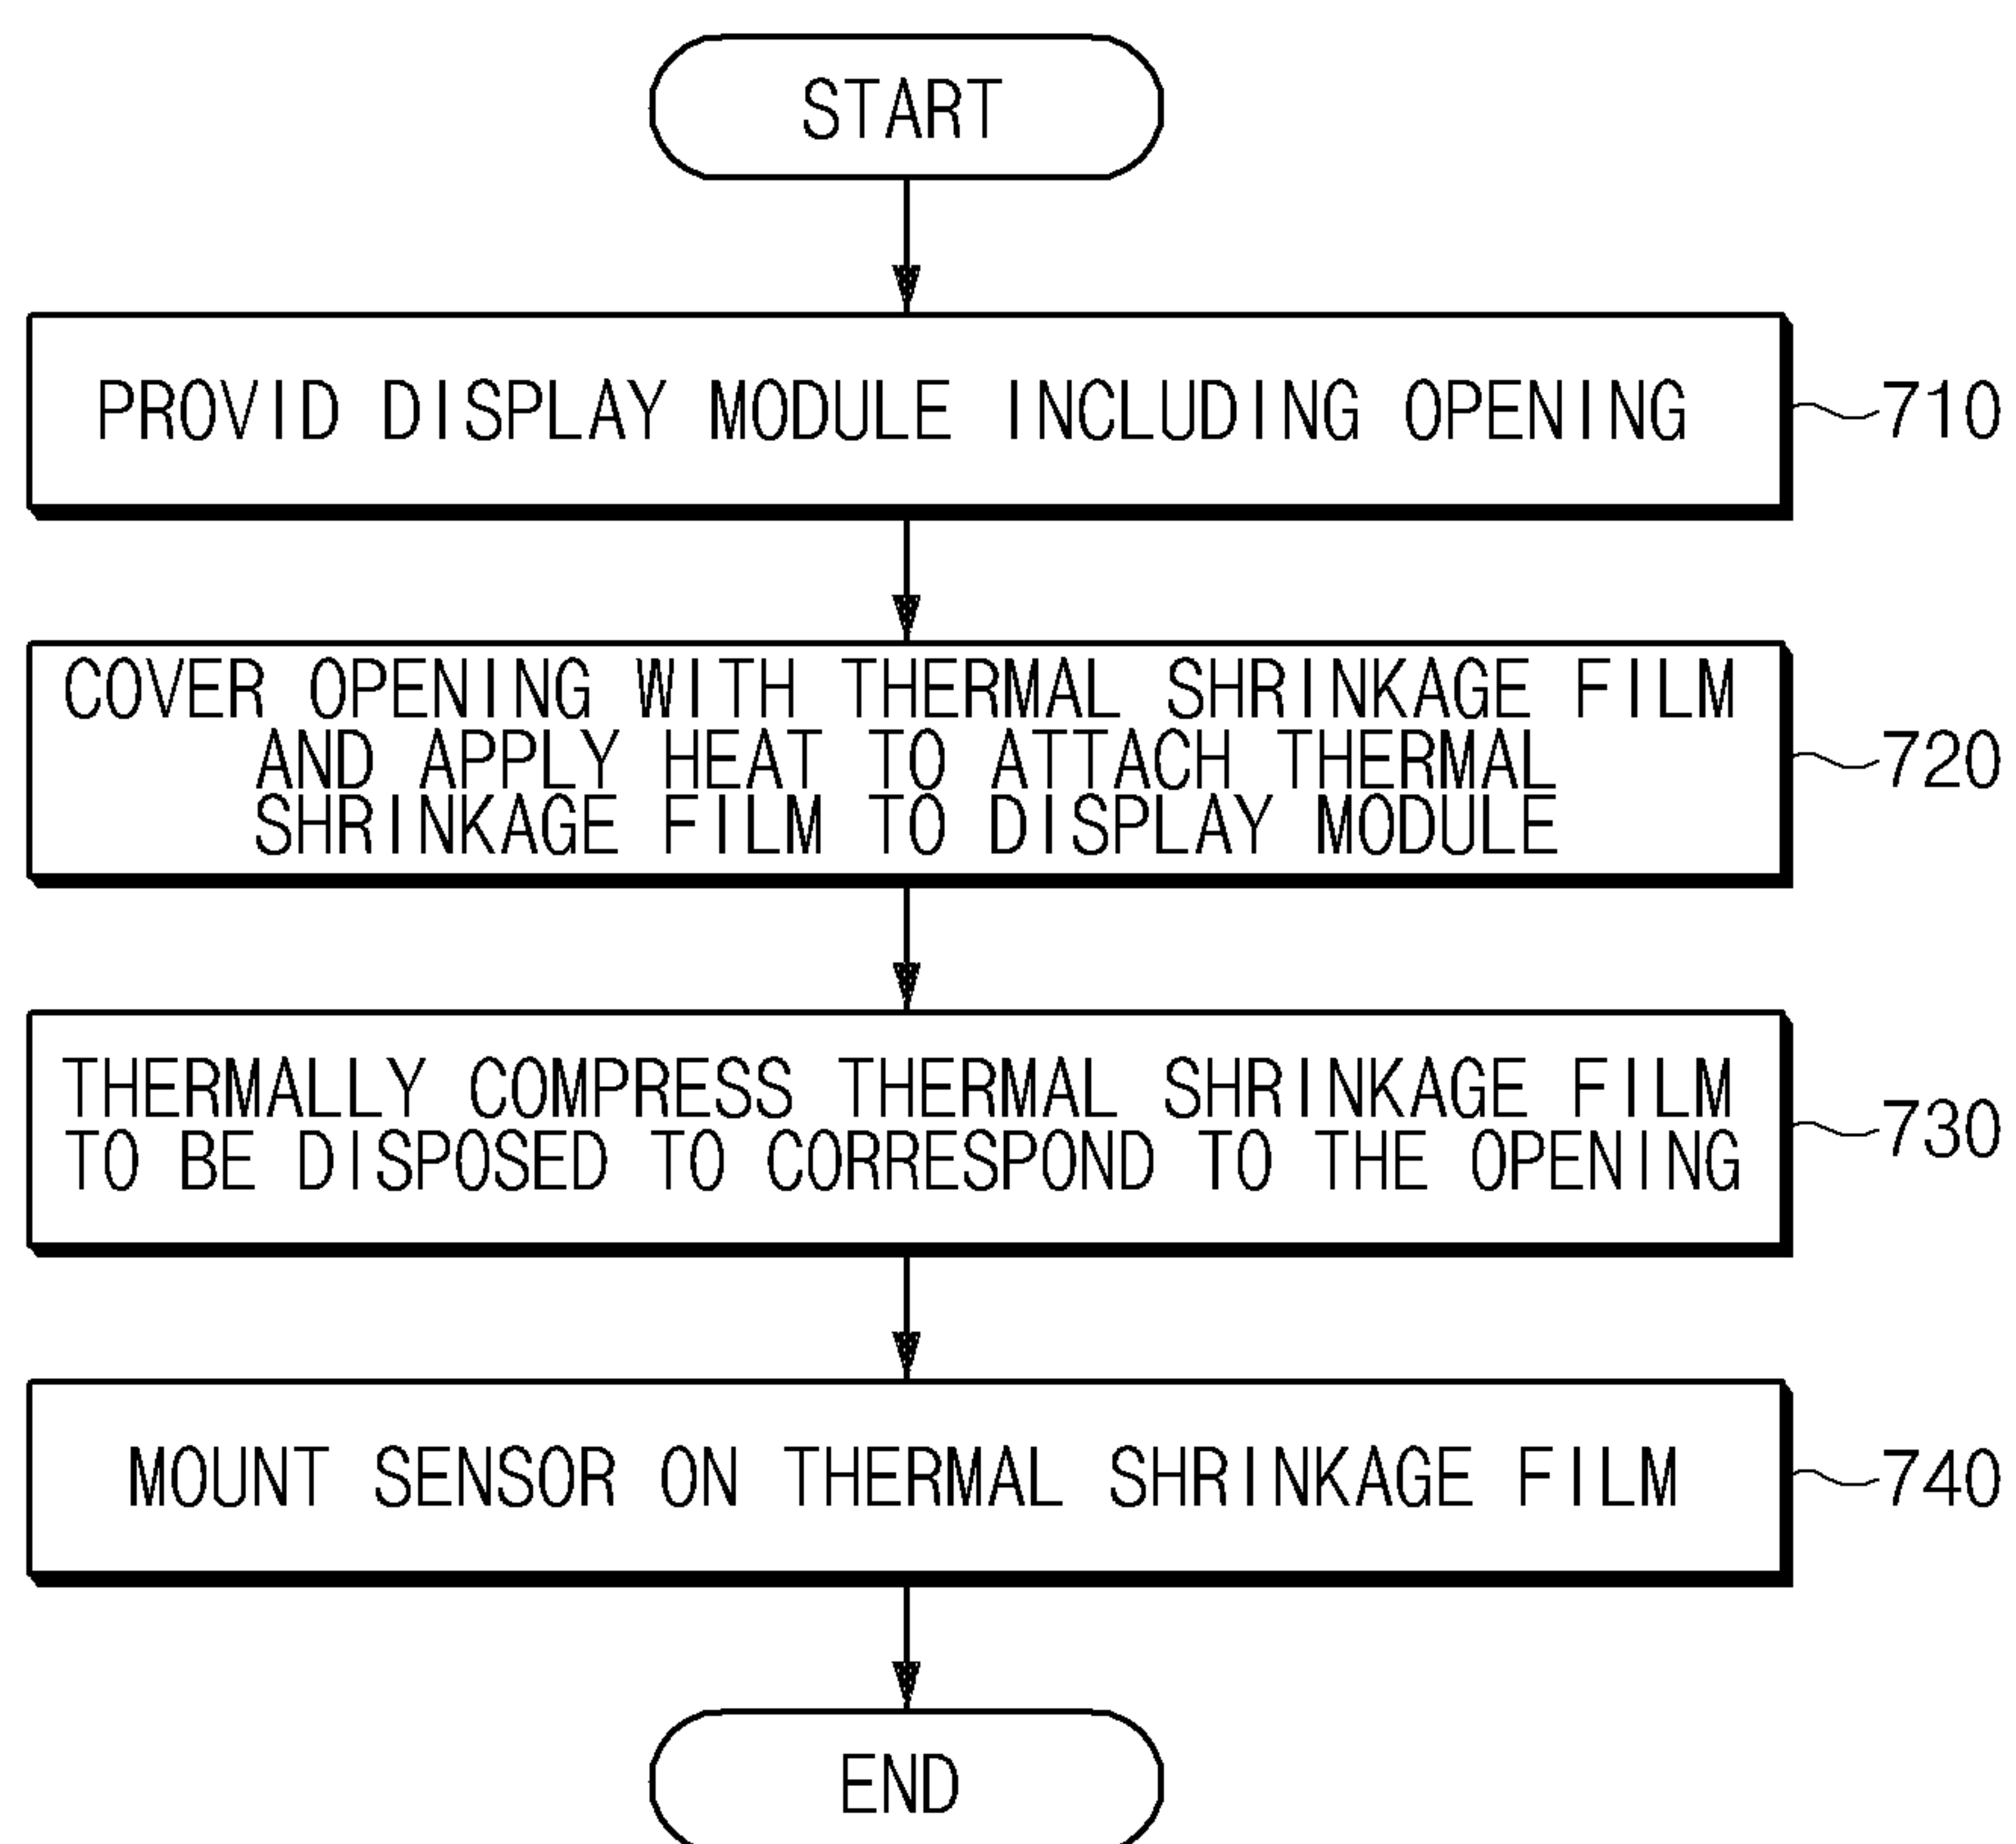 START
PROVID DISPLAY MODULE INCLUDING OPENING
710
COVER OPENING WITH THERMAL SHRINKAGE FILM
AND APPLY HEAT TO ATTACH THERMAL
SHRINKAGE FILM TO DISPLAY MODULE
720
THERMALLY COMPRESS THERMAL SHRINKAGE FILM
TO BE DISPOSED TO CORRESPOND TO THE OPENING
730
MOUNT SENSOR ON THERMAL SHRINKAGE FILM
740
END